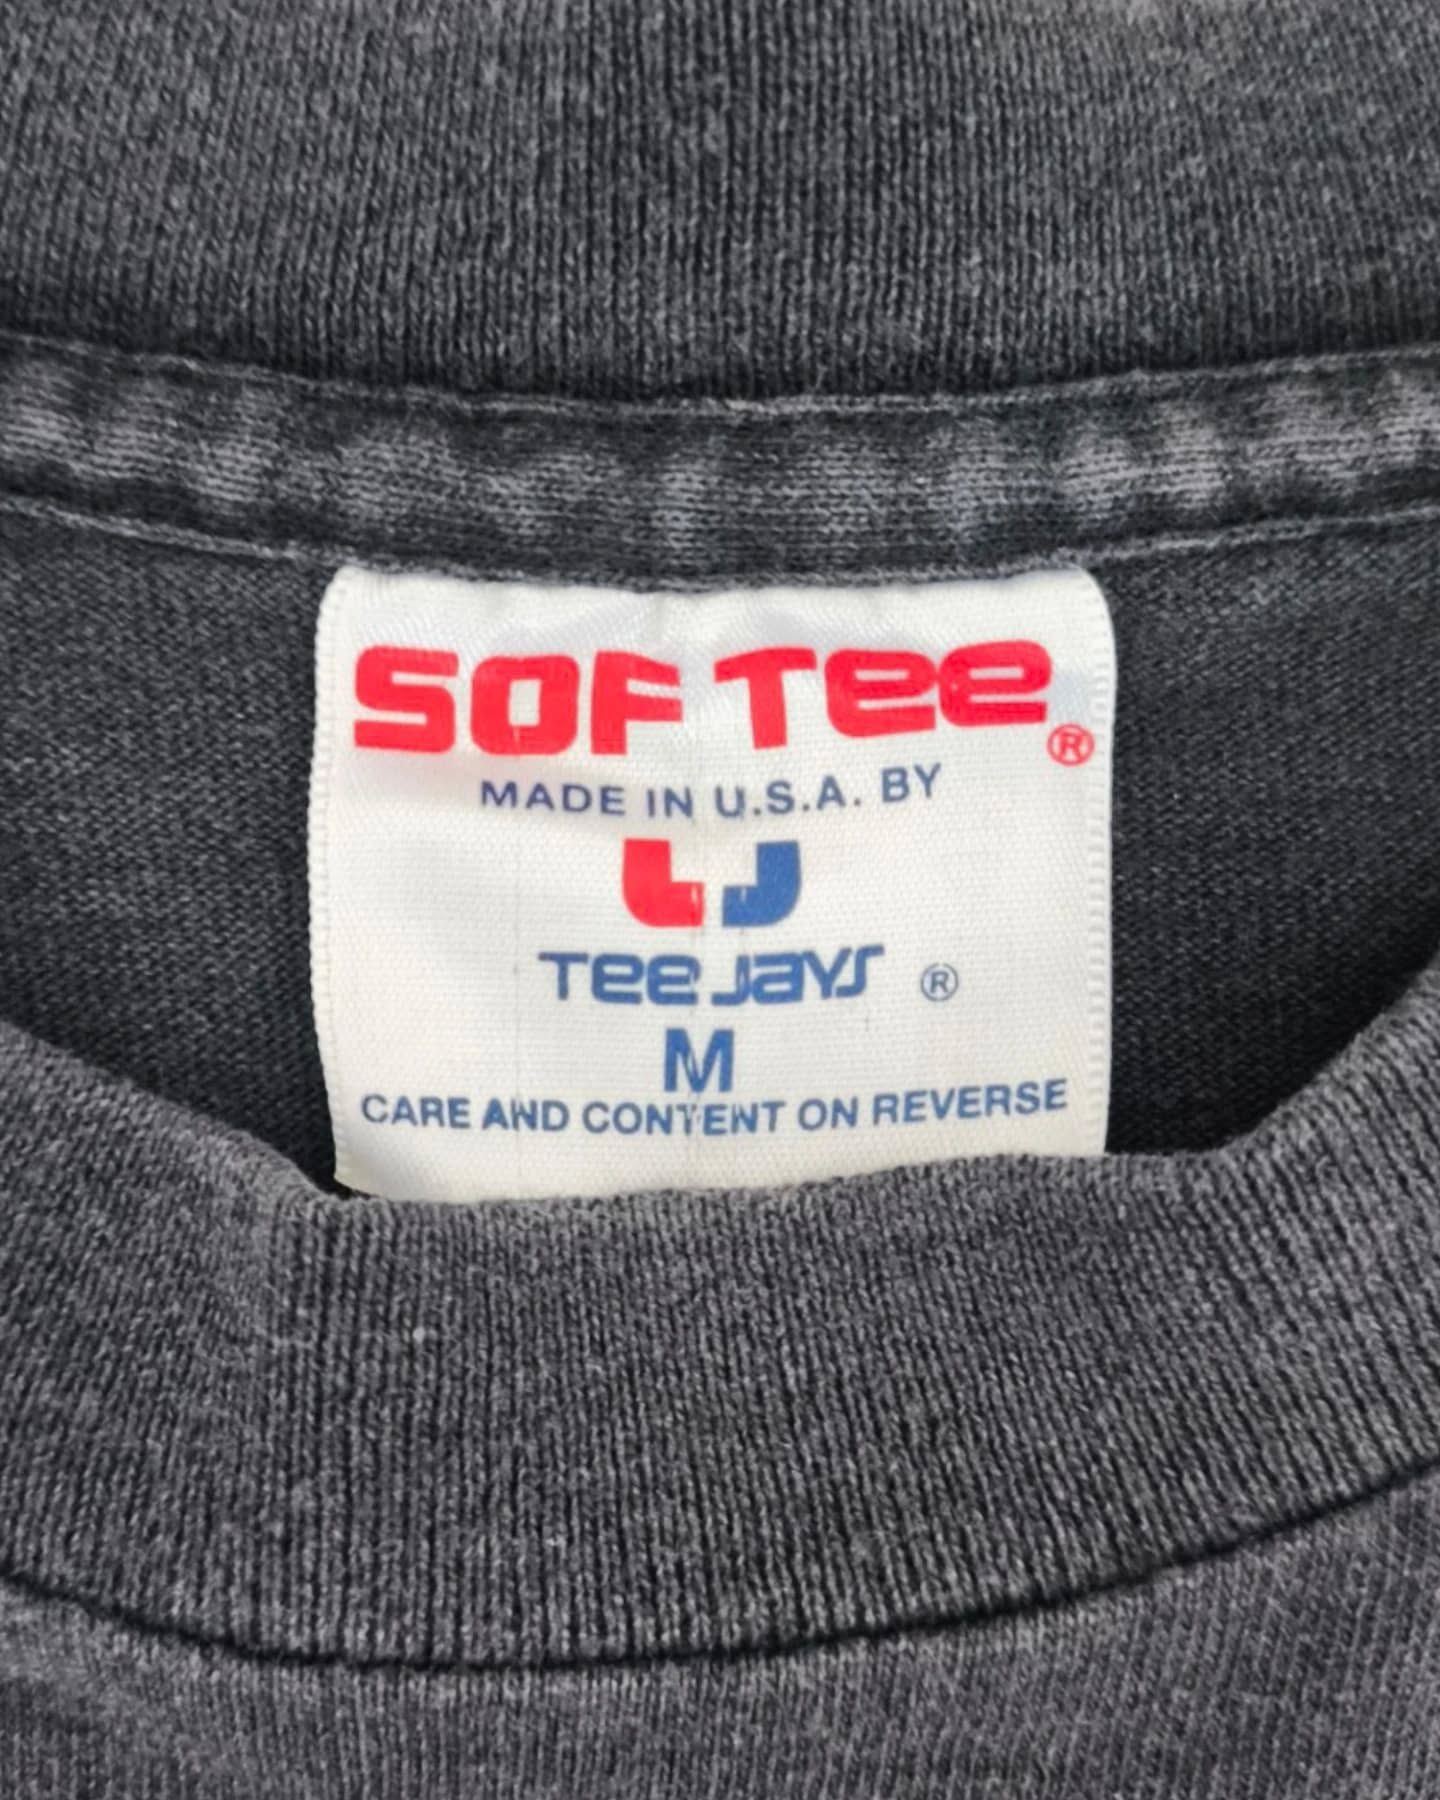 SOF Tee®
MADE IN U.S.A. BY
Tee Jays ®
M
CARE AND CONTENT ON REVERSE